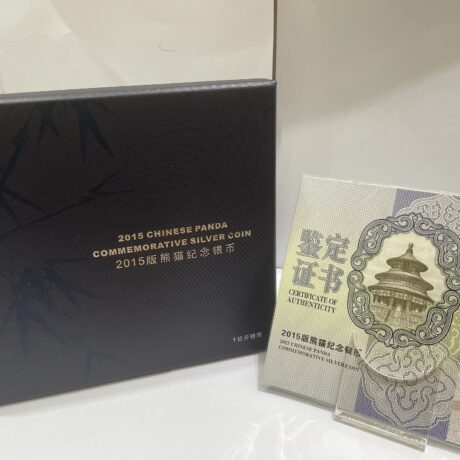 2015 CHINESE PANDA
COMMEMORATIVE SILVER COIN
2015版熊猫纪念银币
1公斤银币
鉴定
证书
CERTIFICATE OF
AUTHENTICITY
2015版熊猫纪念银币
2015 CHINESE PANDA
COMMEMORATIVE SILVER COIN